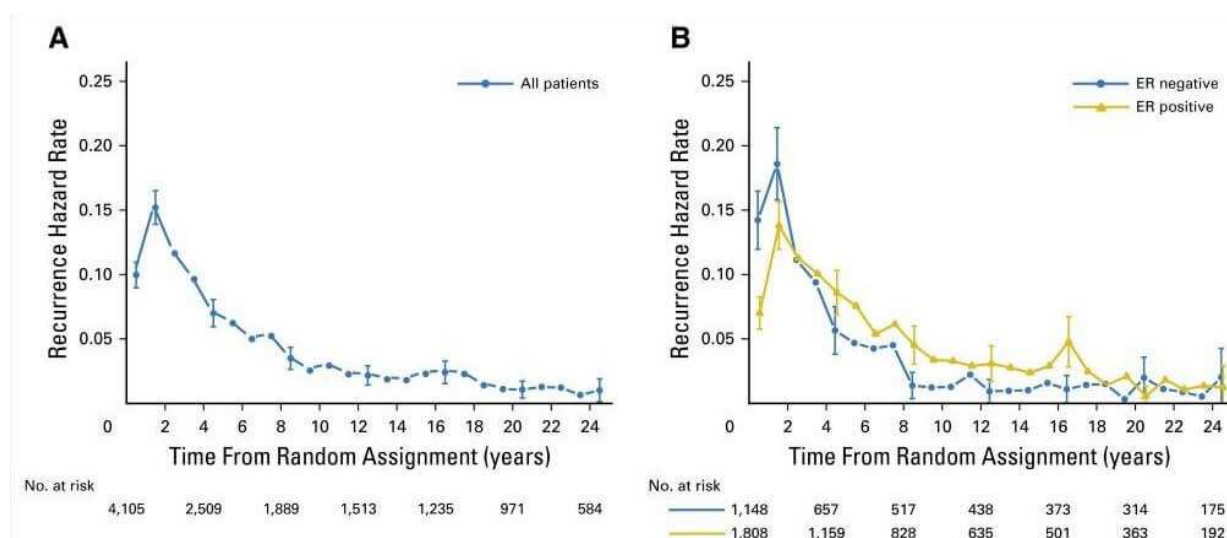 A
Recurrence Hazard Rate
0.25
0.20
0.15
0.10
0.05
All patients
0 2 4 6 8 10 12 14 16 18 20 22 24
Time From Random Assignment (years)
No. at risk
4,105 2,509 1,889 1,513 1,235 971 584
B
Recurrence Hazard Rate
0.25
0.20
0.15
0.10
0.05
ER negative
ER positive
0 2 4 6 8 10 12 14 16 18 20 22 24
Time From Random Assignment (years)
No. at risk
1,148 657 517 438 373 314 175
1.808 1.159 828 635 501 363 192